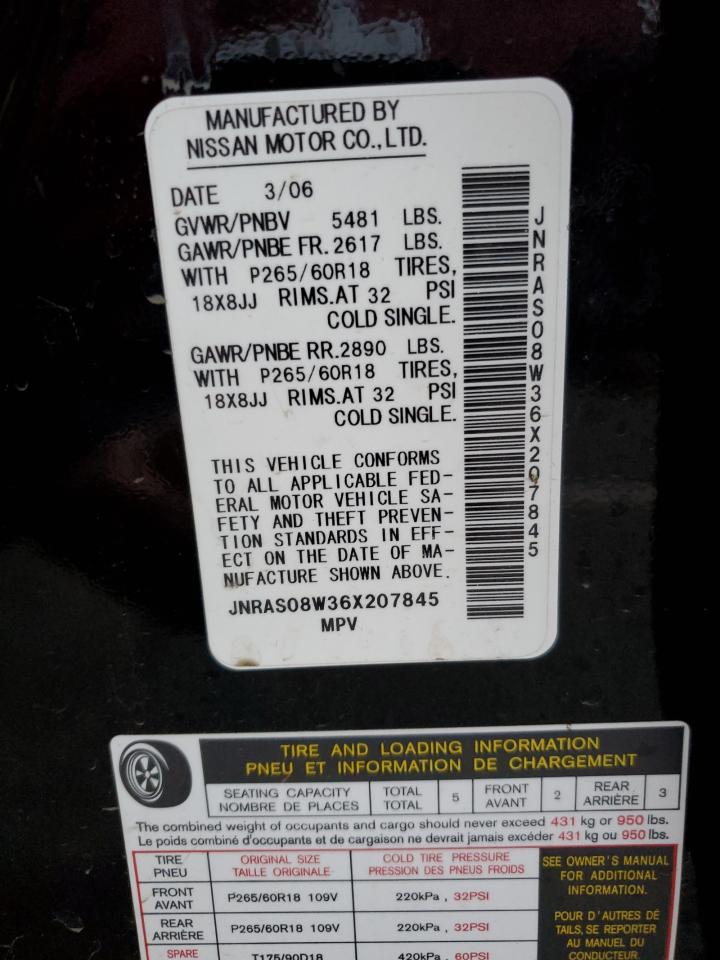 MANUFACTURED BY
NISSAN MOTOR CO.,LTD.
DATE 3/06
GVWR/PNBV 5481 LBS.
GAWR/PNBE FR. 2617 LBS.
WITH P265/60R18 TIRES,
18X8JJ RIMS.AT 32 PSI
COLD SINGLE.
GAWR/PNBE RR. 2890 LBS.
WITH P265/60R18 TIRES,
18X8JJ RIMS.AT 32 PSI
COLD SINGLE.
THIS VEHICLE CONFORMS
TO ALL APPLICABLE FED-
ERAL MOTOR VEHICLE SA-
FETY AND THEFT PREVEN-
TION STANDARDS IN EFF-
ECT ON THE DATE OF MA-
NUFACTURE SHOWN ABOVE.
JNRAS08W36X207845
MPV
JNRAS08W36X207845
TIRE AND LOADING INFORMATION
PNEU ET INFORMATION DE CHARGEMENT
SEATING CAPACITY TOTAL 5 FRONT 2 REAR 3
NOMBRE DE PLACES TOTAL AVANT ARRIÈRE
The combined weight of occupants and cargo should never exceed 431 kg or 950 lbs.
Le poids combiné d'occupants et de cargaison ne devrait jamais excéder 431 kg ou 950 lbs.
TIRE ORIGINAL SIZE COLD TIRE PRESSURE
PNEU TAILLE ORIGINALE PRESSION DES PNEUS FROIDS
FRONT
AVANT P265/60R18 109V 220kPa , 32PSI
REAR
ARRIÈRE P265/60R18 109V 220kPa , 32PSI
SPARE T175/90D18 420kPa , 60PSI
SEE OWNER'S MANUAL
FOR ADDITIONAL
INFORMATION.
POUR D'AUTRES DÉ
TAILS, SE REPORTER
AU MANUEL DU
CONDUCTEUR